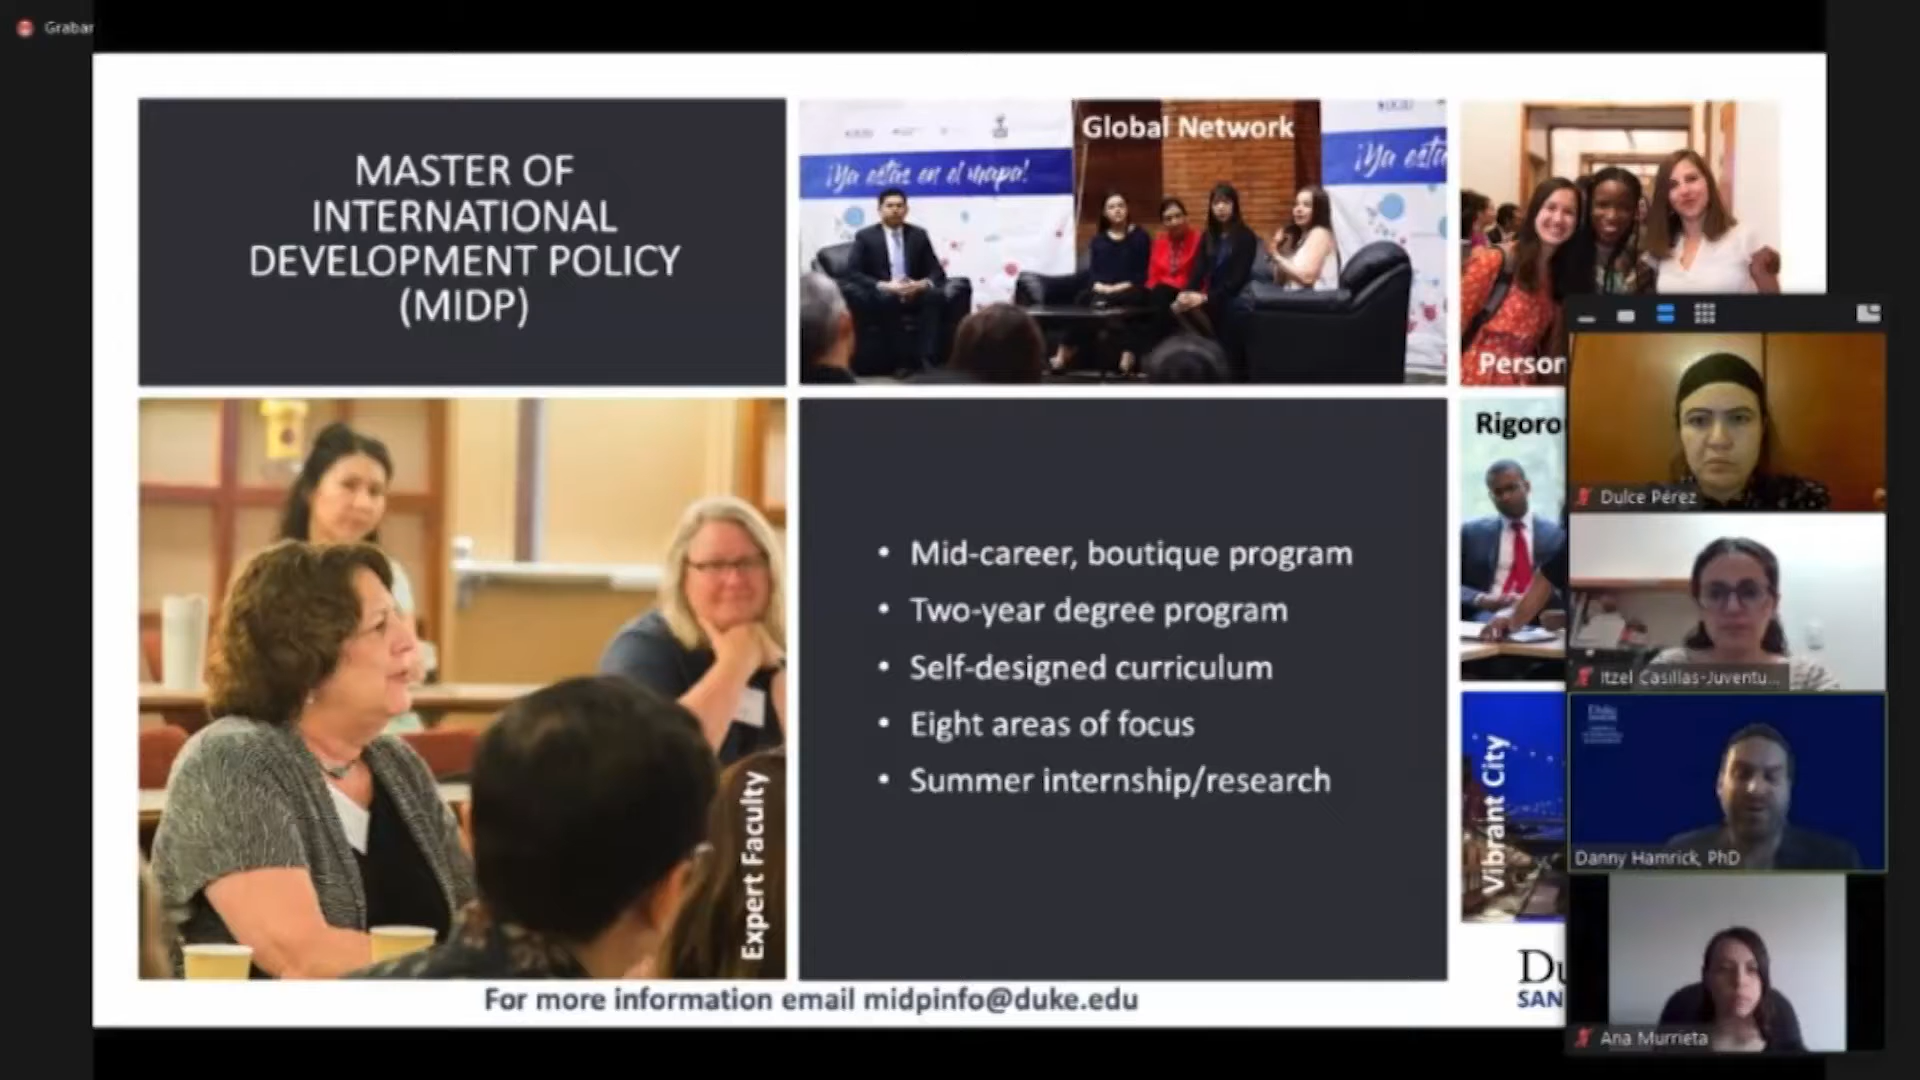 Grabar
MASTER OF
INTERNATIONAL
DEVELOPMENT POLICY
(MIDP)
Global Network
¡Ya estás en el mapa!
¡Ya está
Person
Rigoro
Dulce Pérez
Itzel Casillas-Juventu...
• Mid-career, boutique program
• Two-year degree program
• Self-designed curriculum
• Eight areas of focus
• Summer internship/research
Expert Faculty
Vibrant City
Duke
Danny Hamrick, PhD
Ana Murrieta
For more information email midpinfo@duke.edu
Du
SAN